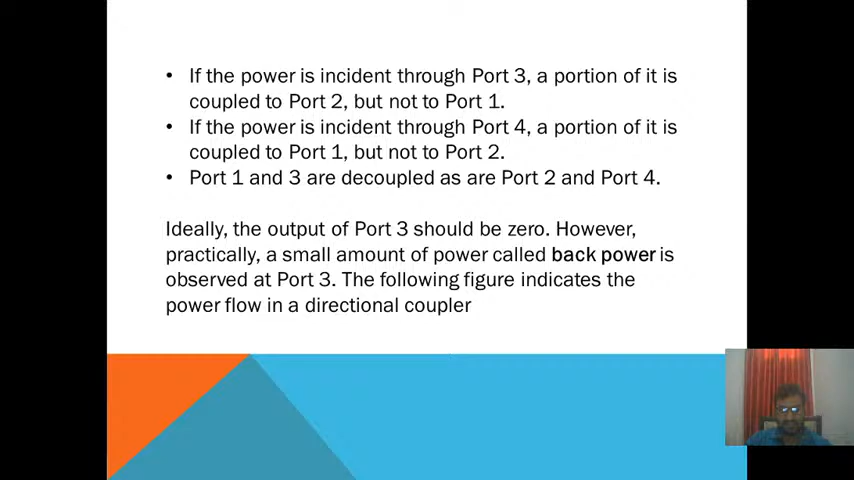 • If the power is incident through Port 3, a portion of it is
coupled to Port 2, but not to Port 1.
• If the power is incident through Port 4, a portion of it is
coupled to Port 1, but not to Port 2.
• Port 1 and 3 are decoupled as are Port 2 and Port 4.
Ideally, the output of Port 3 should be zero. However,
practically, a small amount of power called back power is
observed at Port 3. The following figure indicates the
power flow in a directional coupler